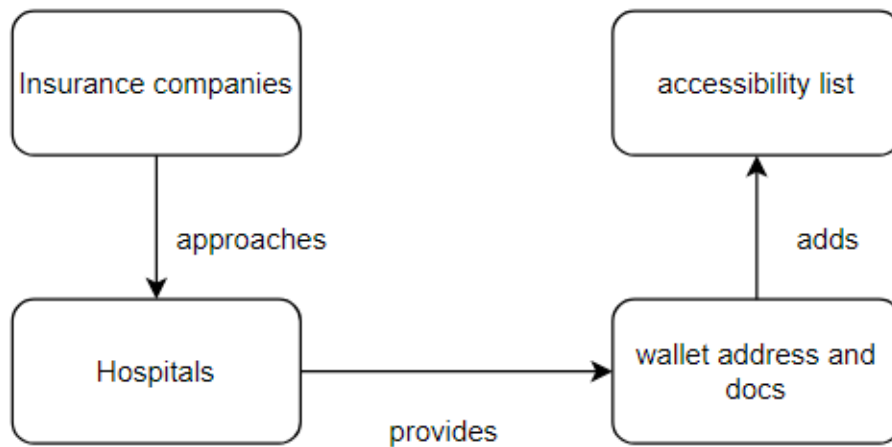 Insurance companies
accessibility list
approaches
adds
Hospitals
wallet address and
docs
provides